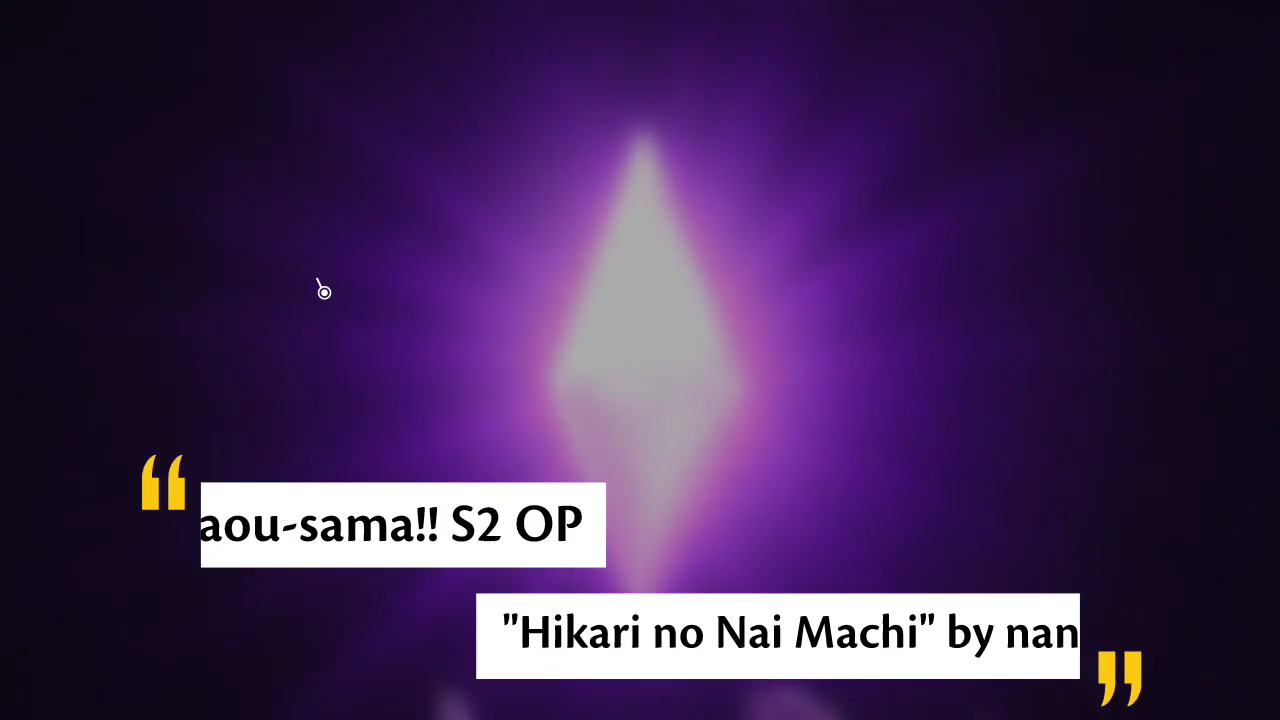 “
aou-sama!! S2 OP
"Hikari no Nai Machi" by nan
”